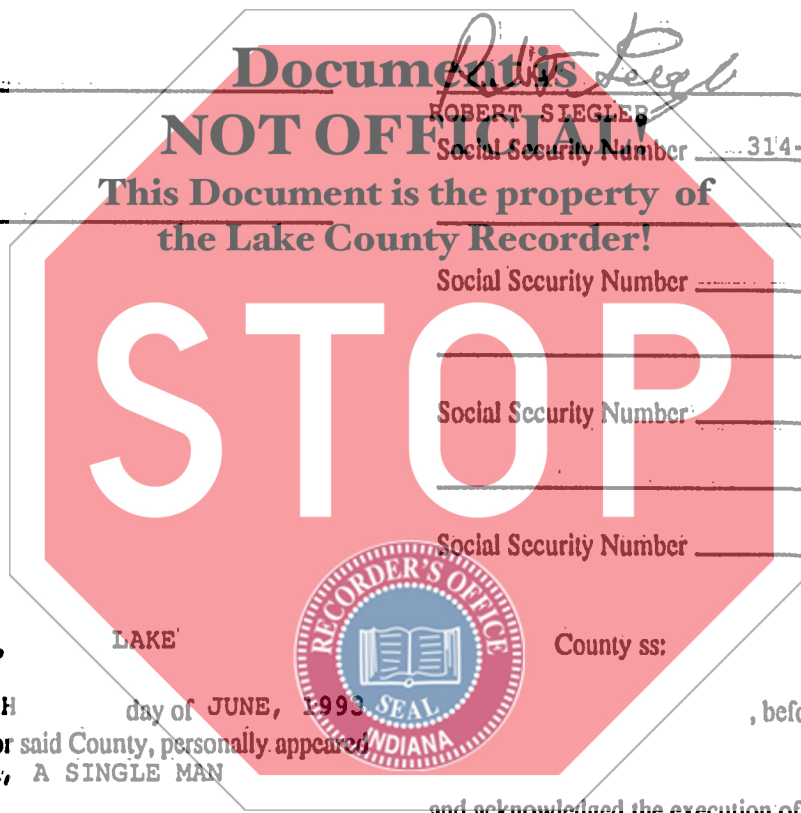 Document is
NOT OFFICIAL!
This Document is the property of
the Lake County Recorder!
STOP
ROBERT SIEGLER
Social Security Number 314-
Social Security Number
Social Security Number
Social Security Number
RECORDER'S OFFICE
SEAL
INDIANA
LAKE County ss:
H day of JUNE, 1993, befo
r said County, personally appeared
, A SINGLE MAN
and acknowledged the execution of